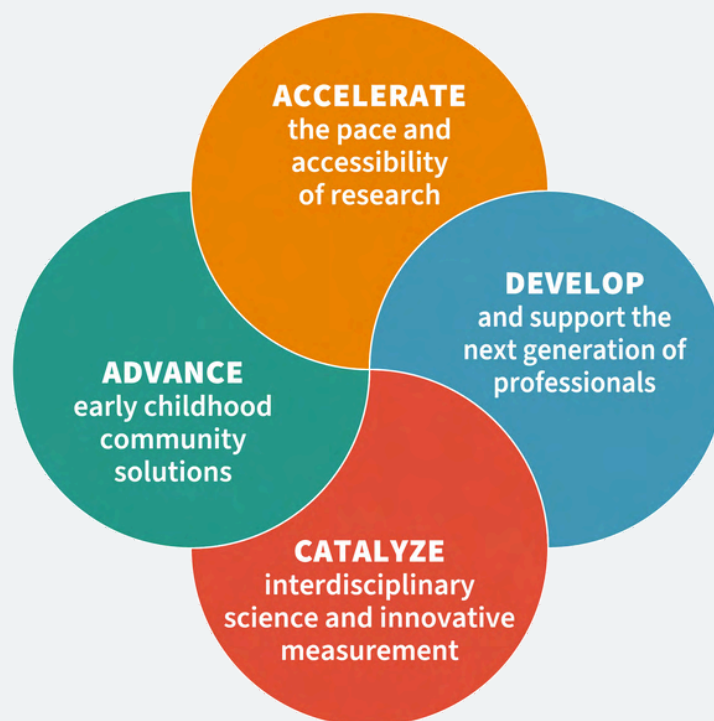 ACCELERATE
the pace and
accessibility
of research
DEVELOP
and support the
next generation of
professionals
ADVANCE
early childhood
community
solutions
CATALYZE
interdisciplinary
science and innovative
measurement